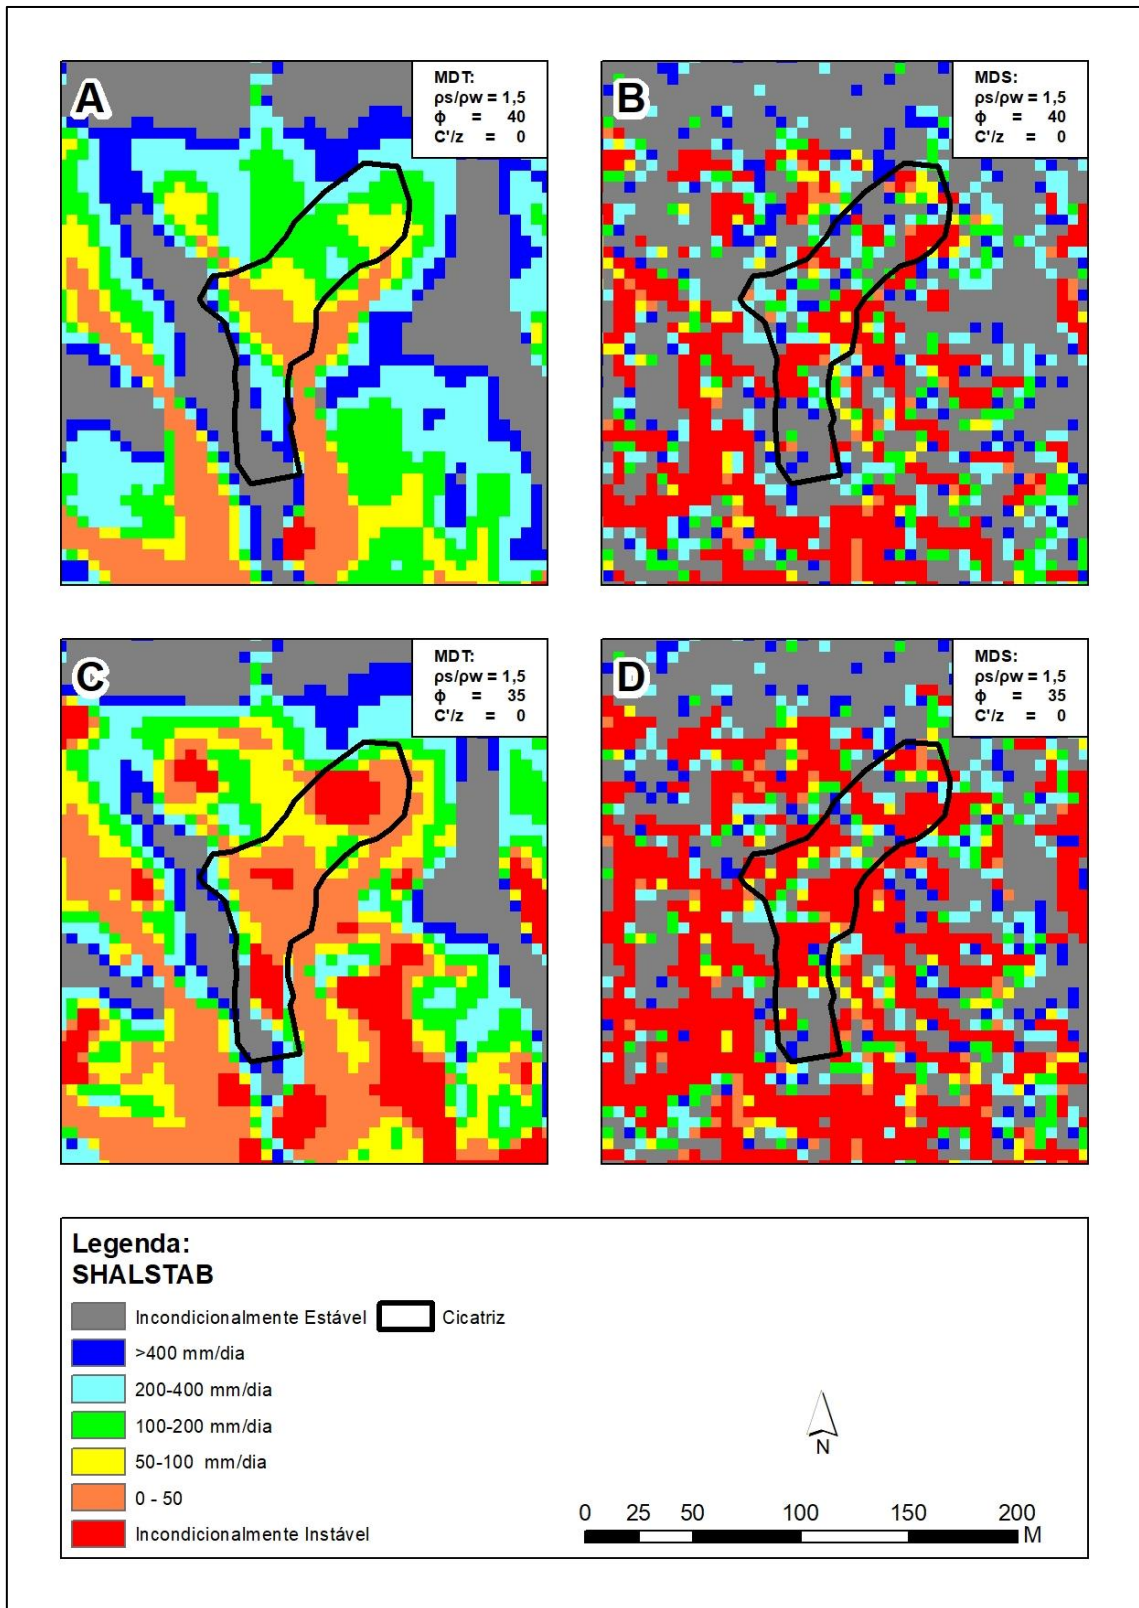 A
MDT:
ρs/ρw = 1,5
ϕ = 40
C'/z = 0
B
MDS:
ρs/ρw = 1,5
ϕ = 40
C'/z = 0
C
MDT:
ρs/ρw = 1,5
ϕ = 35
C'/z = 0
D
MDS:
ρs/ρw = 1,5
ϕ = 35
C'/z = 0
Legenda:
SHALSTAB
Incondicionalmente Estável Cicatriz
>400 mm/dia
200-400 mm/dia
100-200 mm/dia
50-100 mm/dia
0 - 50
Incondicionalmente Instável
N
0 25 50 100 150 200
M